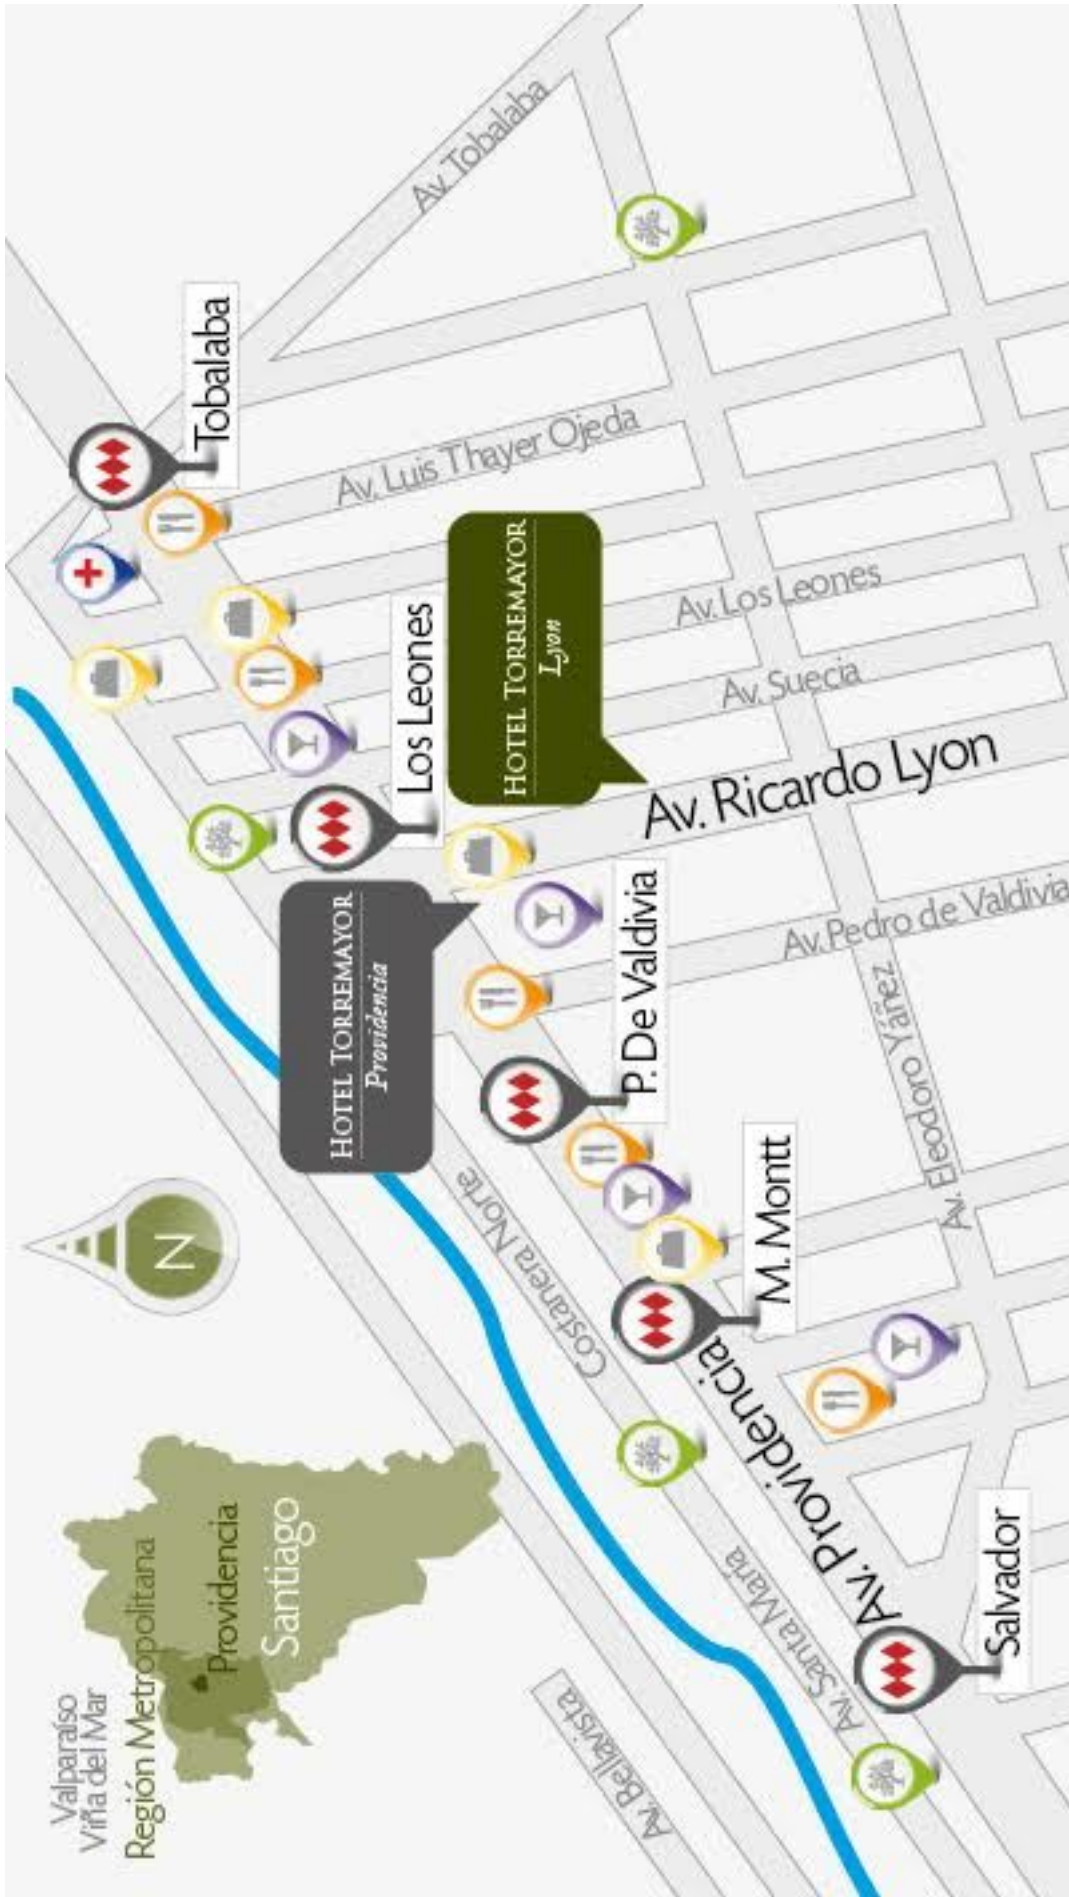 Valparaíso
Viña del Mar
Región Metropolitana
Providencia
Santiago
N
Av. Bellavista
Av. Santa María
Costanera Norte
Av. Providencia
Salvador
M. Montt
P. De Valdivia
Los Leones
Tobalaba
HOTEL TORREMAYOR
Providencia
HOTEL TORREMAYOR
Lyon
Av. Tobalaba
Av. Luis Thayer Ojeda
Av. Los Leones
Av. Suecia
Av. Ricardo Lyon
Av. Pedro de Valdivia
Av. Eleodoro Yáñez